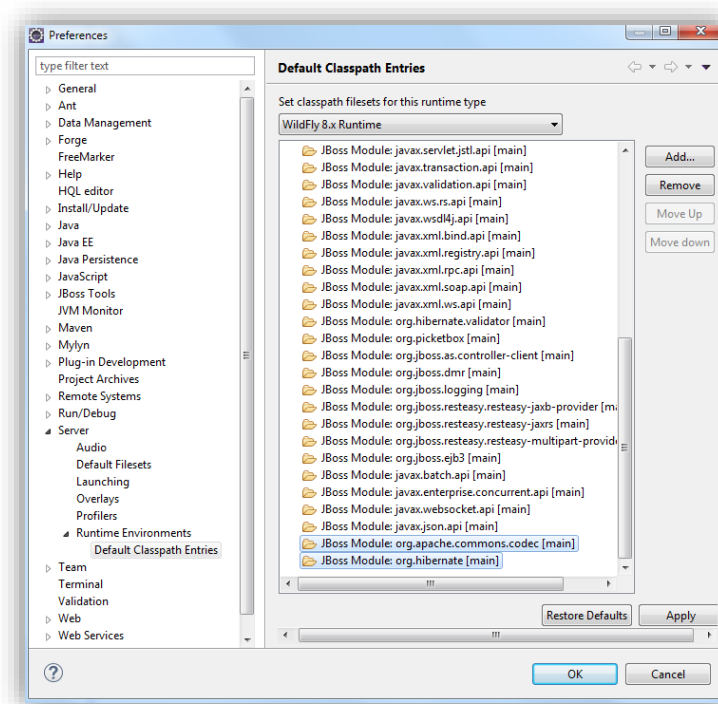 Preferences
type filter text
General
Ant
Data Management
Forge
FreeMarker
Help
HQL editor
Install/Update
Java
Java EE
Java Persistence
JavaScript
JBoss Tools
JVM Monitor
Maven
Mylyn
Plug-in Development
Project Archives
Remote Systems
Run/Debug
Server
Audio
Default Filesets
Launching
Overlays
Profilers
Runtime Environments
Default Classpath Entries
Team
Terminal
Validation
Web
Web Services
Default Classpath Entries
Set classpath filesets for this runtime type
WildFly 8.x Runtime
JBoss Module: javax.servlet.jstl.api [main]
JBoss Module: javax.transaction.api [main]
JBoss Module: javax.validation.api [main]
JBoss Module: javax.ws.rs.api [main]
JBoss Module: javax.wsdl4j.api [main]
JBoss Module: javax.xml.bind.api [main]
JBoss Module: javax.xml.registry.api [main]
JBoss Module: javax.xml.rpc.api [main]
JBoss Module: javax.xml.soap.api [main]
JBoss Module: javax.xml.ws.api [main]
JBoss Module: org.hibernate.validator [main]
JBoss Module: org.picketbox [main]
JBoss Module: org.jboss.as.controller-client [main]
JBoss Module: org.jboss.dmr [main]
JBoss Module: org.jboss.logging [main]
JBoss Module: org.jboss.resteasy.resteasy-jaxb-provider [ma
JBoss Module: org.jboss.resteasy.resteasy-jaxrs [main]
JBoss Module: org.jboss.resteasy.resteasy-multipart-provide
JBoss Module: org.jboss.ejb3 [main]
JBoss Module: javax.batch.api [main]
JBoss Module: javax.enterprise.concurrent.api [main]
JBoss Module: javax.websocket.api [main]
JBoss Module: javax.json.api [main]
JBoss Module: org.apache.commons.codec [main]
JBoss Module: org.hibernate [main]
Add...
Remove
Move Up
Move down
Restore Defaults
Apply
OK
Cancel